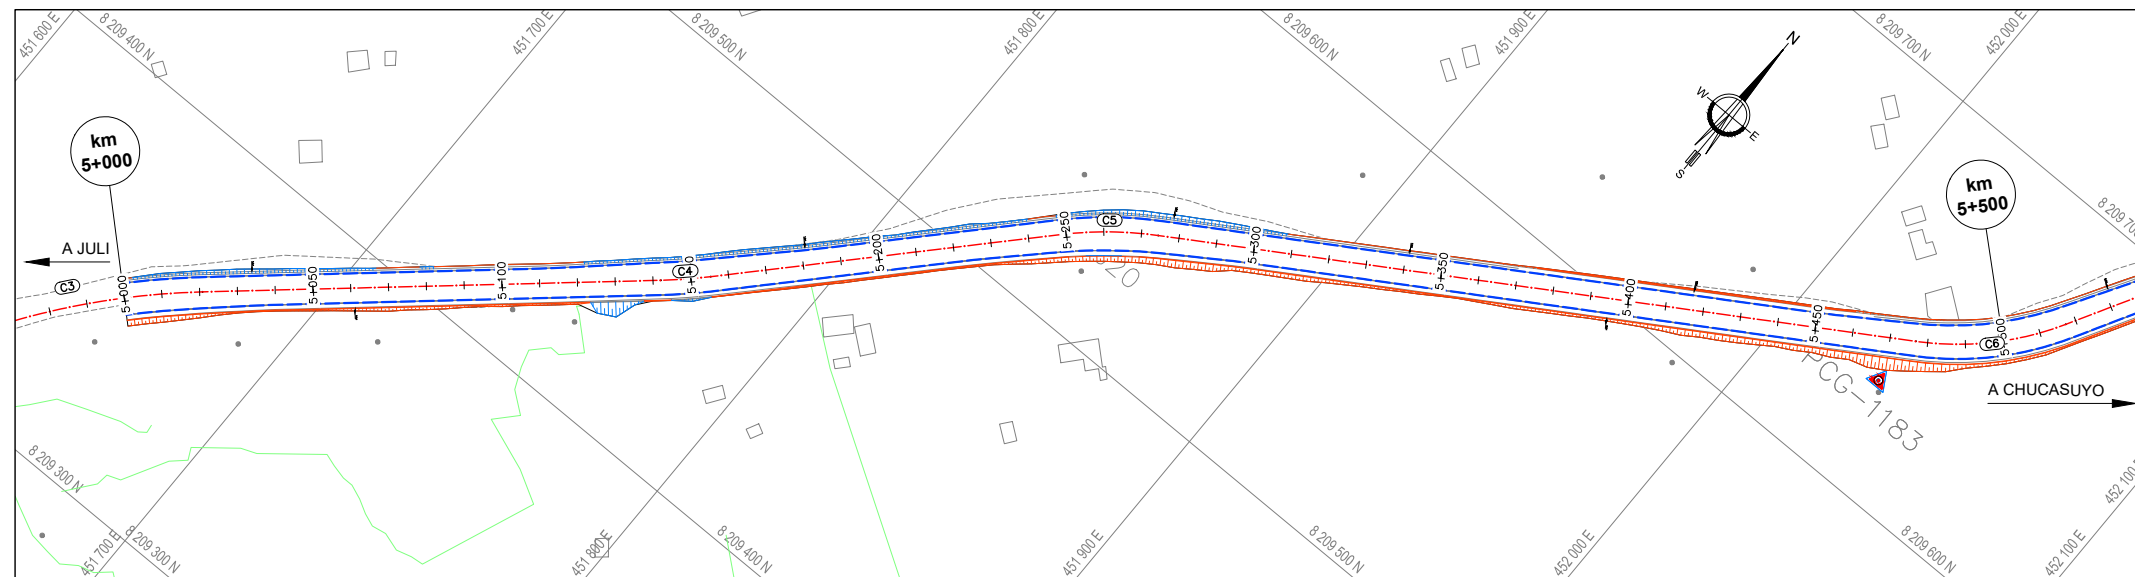 451 600 E
8 209 400 N
451 700 E
8 209 500 N
451 800 E
8 209 600 N
451 900 E
8 209 700 N
452 000 E
N
W
E
S
km
5+000
km
5+500
A JULI
C3
5+000
5+050
5+100
C4
5+200
5+250
C5
5+300
5+350
5+400
5+450
5+500
C6
PCG-1183
A CHUCASUYO
8 209 300 N
451 700 E
8 209 300 N
451 800 E
8 209 400 N
451 900 E
8 209 500 N
452 000 E
8 209 600 N
452 100 E